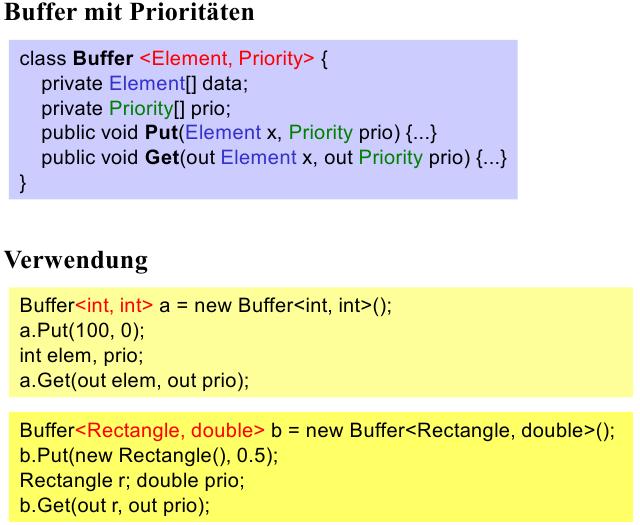 Buffer mit Prioritäten
class Buffer <Element, Priority> {
private Element[] data;
private Priority[] prio;
public void Put(Element x, Priority prio) {...}
public void Get(out Element x, out Priority prio) {...}
}
Verwendung
Buffer<int, int> a = new Buffer<int, int>();
a.Put(100, 0);
int elem, prio;
a.Get(out elem, out prio);
Buffer<Rectangle, double> b = new Buffer<Rectangle, double>();
b.Put(new Rectangle(), 0.5);
Rectangle r; double prio;
b.Get(out r, out prio);